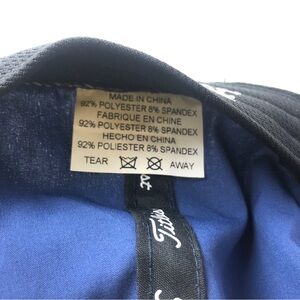 MADE IN CHINA
92% POLYESTER 8% SPANDEX
FABRIQUE EN CHINE
92% POLYESTER 8% SPANDEX
HECHO EN CHINA
92% POLIESTER 8% SPANDEX
TEAR AWAY